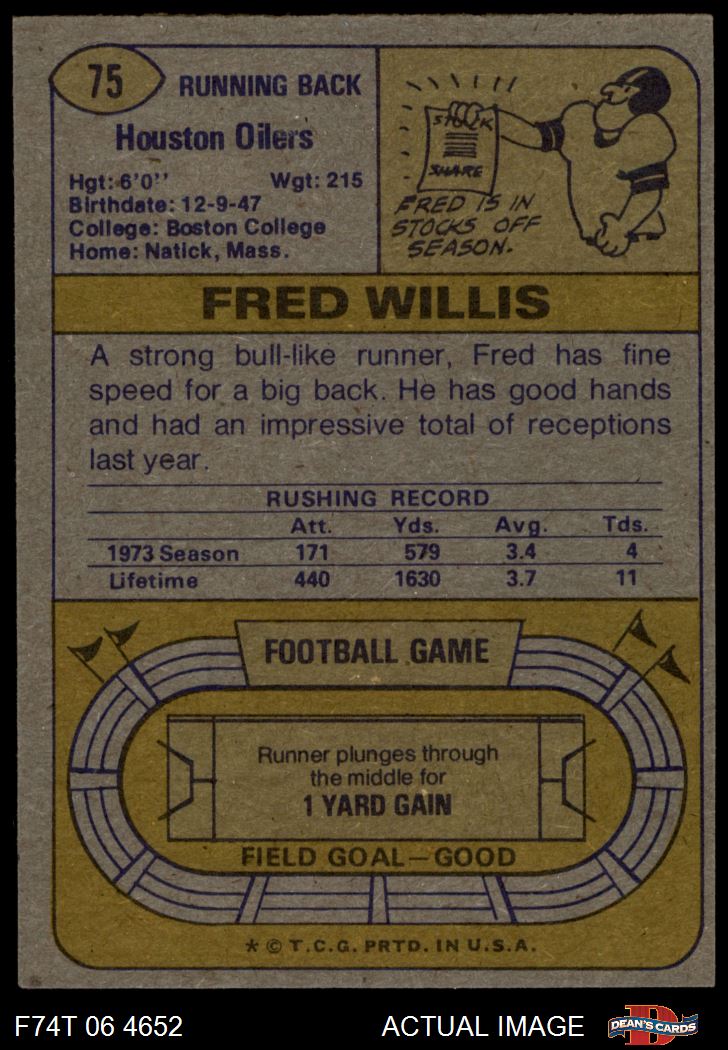 75
RUNNING BACK
Houston Oilers
Hgt: 6'0'' Wgt: 215
Birthdate: 12-9-47
College: Boston College
Home: Natick, Mass.
STOCK
SHARE
FRED IS IN
STOCKS OFF
SEASON.
FRED WILLIS
A strong bull-like runner, Fred has fine
speed for a big back. He has good hands
and had an impressive total of receptions
last year.
RUSHING RECORD
Att. Yds. Avg. Tds.
1973 Season 171 579 3.4 4
Lifetime 440 1630 3.7 11
FOOTBALL GAME
Runner plunges through
the middle for
1 YARD GAIN
FIELD GOAL—GOOD
* © T.C.G. PRTD. IN U.S.A.
F74T 06 4652 ACTUAL IMAGE D DEAN'S CARDS